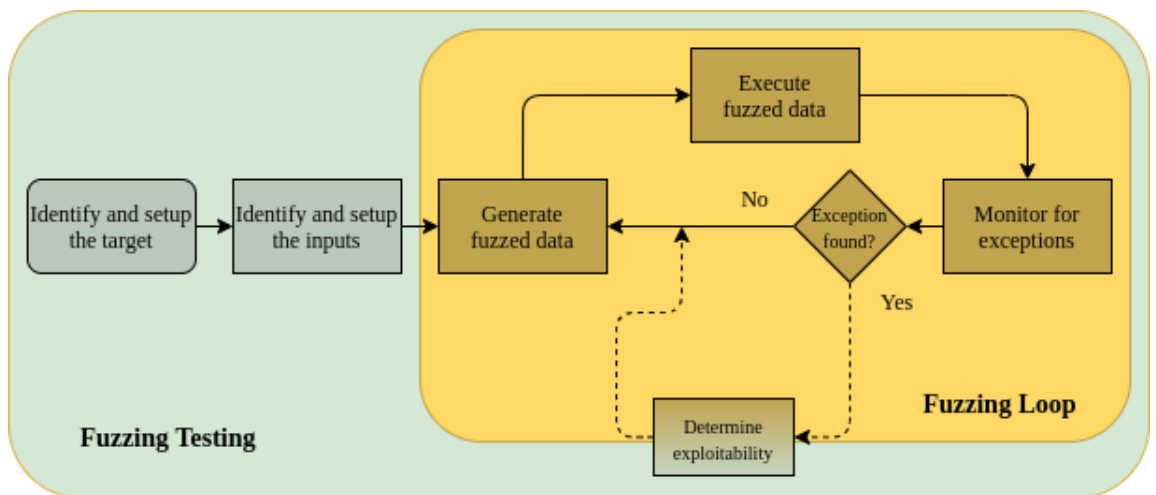 Execute
fuzzed data
Identify and setup
the target
Identify and setup
the inputs
Generate
fuzzed data
No
Exception
found?
Monitor for
exceptions
Yes
Determine
exploitability
Fuzzing Loop
Fuzzing Testing